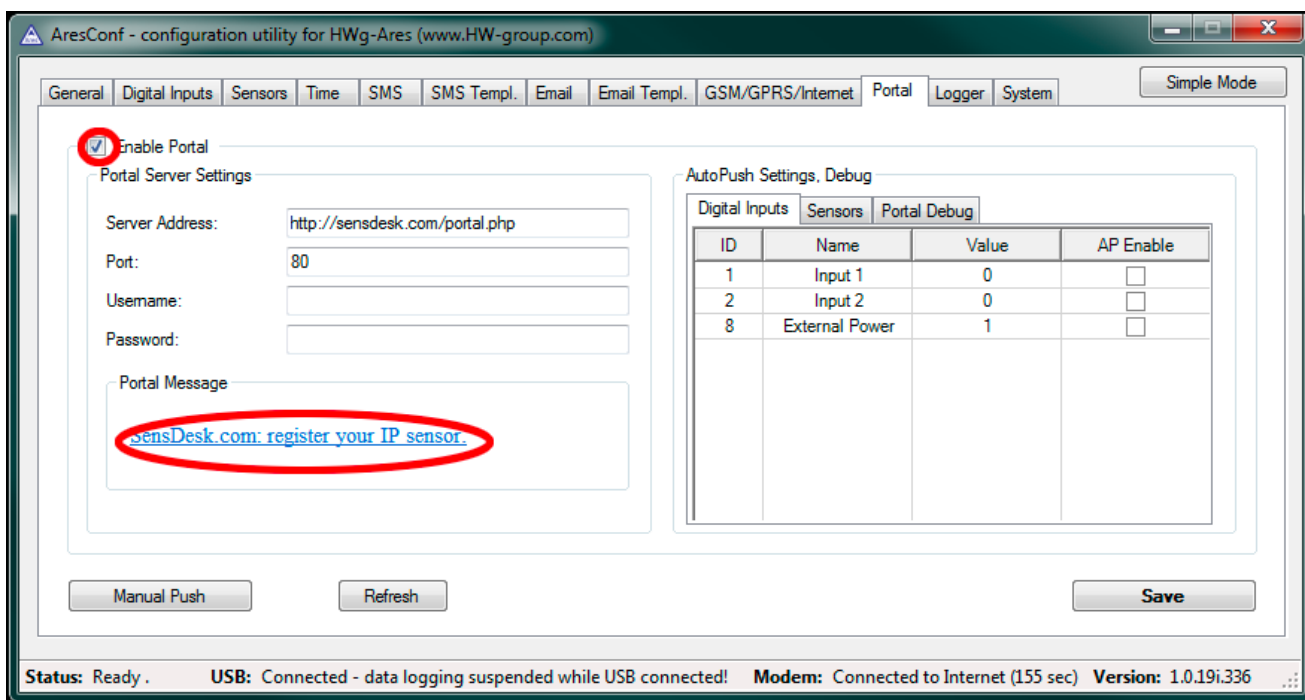 AresConf - configuration utility for HWg-Ares (www.HW-group.com)
Simple Mode
General Digital Inputs Sensors Time SMS SMS Templ. Email Email Templ. GSM/GPRS/Internet Portal Logger System
Enable Portal
Portal Server Settings
Server Address: http://sensdesk.com/portal.php
Port: 80
Username:
Password:
Portal Message
SensDesk.com: register your IP sensor.
AutoPush Settings, Debug
Digital Inputs Sensors Portal Debug
ID Name Value AP Enable
1 Input 1 0
2 Input 2 0
8 External Power 1
Manual Push Refresh Save
Status: Ready . USB: Connected - data logging suspended while USB connected! Modem: Connected to Internet (155 sec) Version: 1.0.19i.336